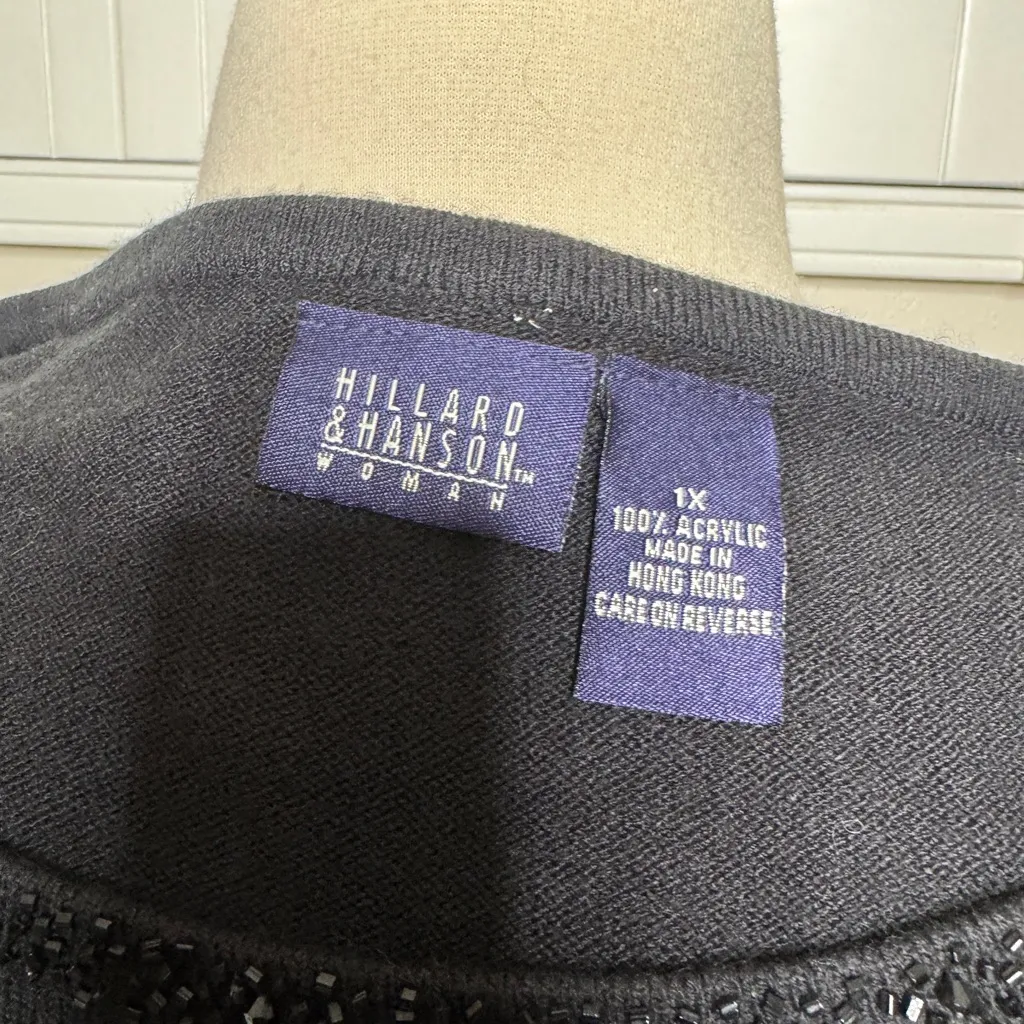 HILLARD
&HANSON™
WOMAN
1X
100% ACRYLIC
MADE IN
HONG KONG
CARE ON REVERSE